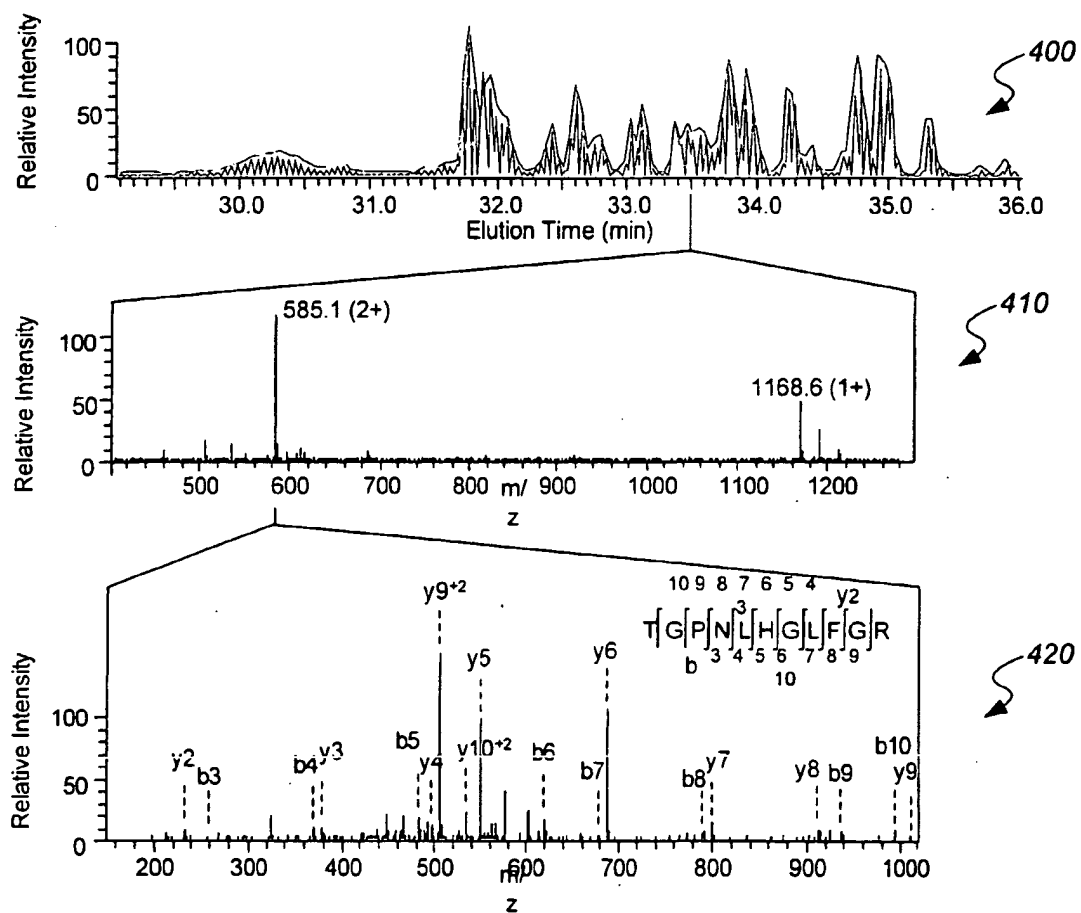 Relative Intensity
100
50
0
400
30.0 31.0 32.0 33.0 34.0 35.0 36.0
Elution Time (min)
Relative Intensity
100
50
0
585.1 (2+)
1168.6 (1+)
410
500 600 700 800 900 1000 1100 1200
m/
z
Relative Intensity
100
50
0
y9+2
y5
y6
10 9 8 7 6 5 4
y2
3
T G P N L H G L F G R
b 3 4 5 6 7 8 9
10
420
y2 b3 b4 y3 b5 y4 y10+2 b6 b7 b8 y7 y8 b9 b10 y9
200 300 400 500 600 700 800 900 1000
m/
z